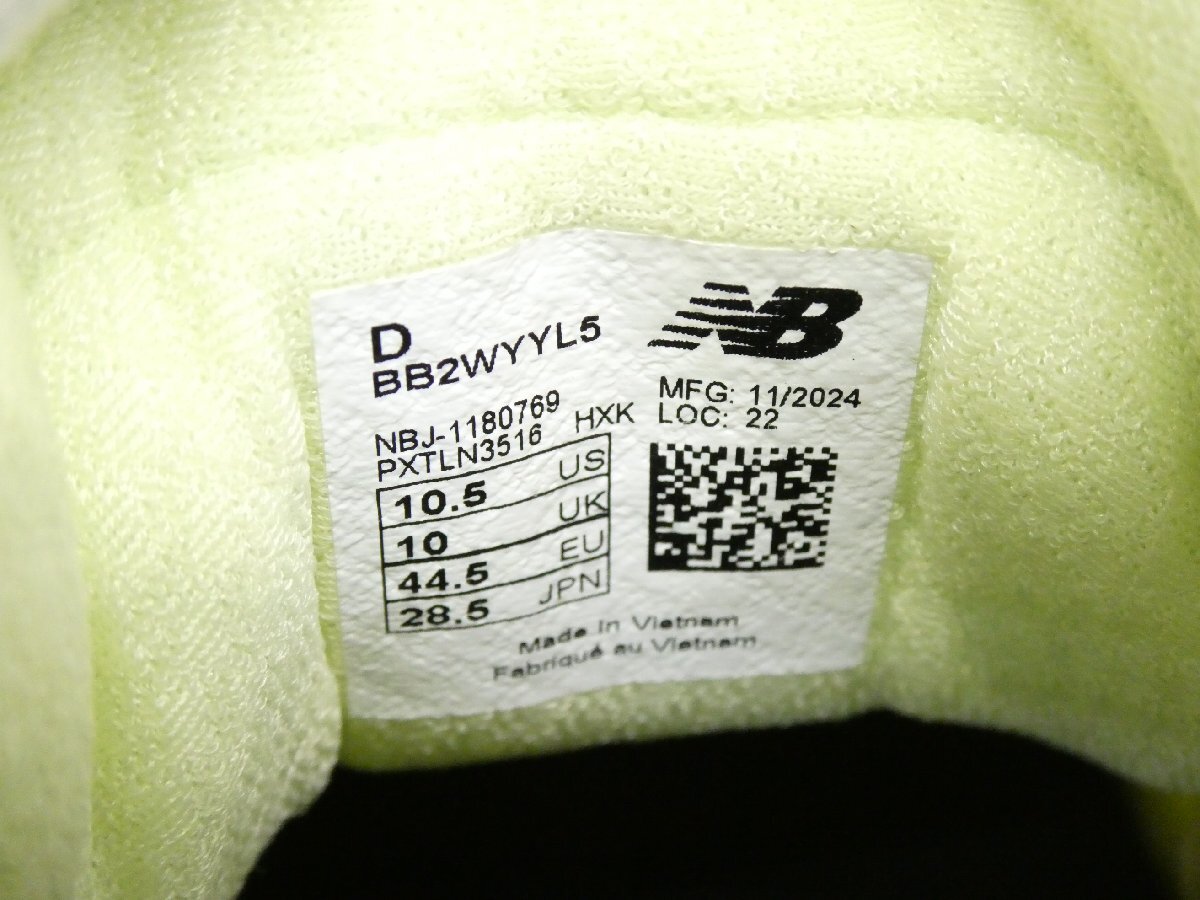 D
BB2WYYL5
NB
MFG: 11/2024
LOC: 22
NBJ-1180769
PXTLN3516 HXK
10.5 US
10 UK
44.5 EU
28.5 JPN
Made in Vietnam
Fabriqué au Vietnam